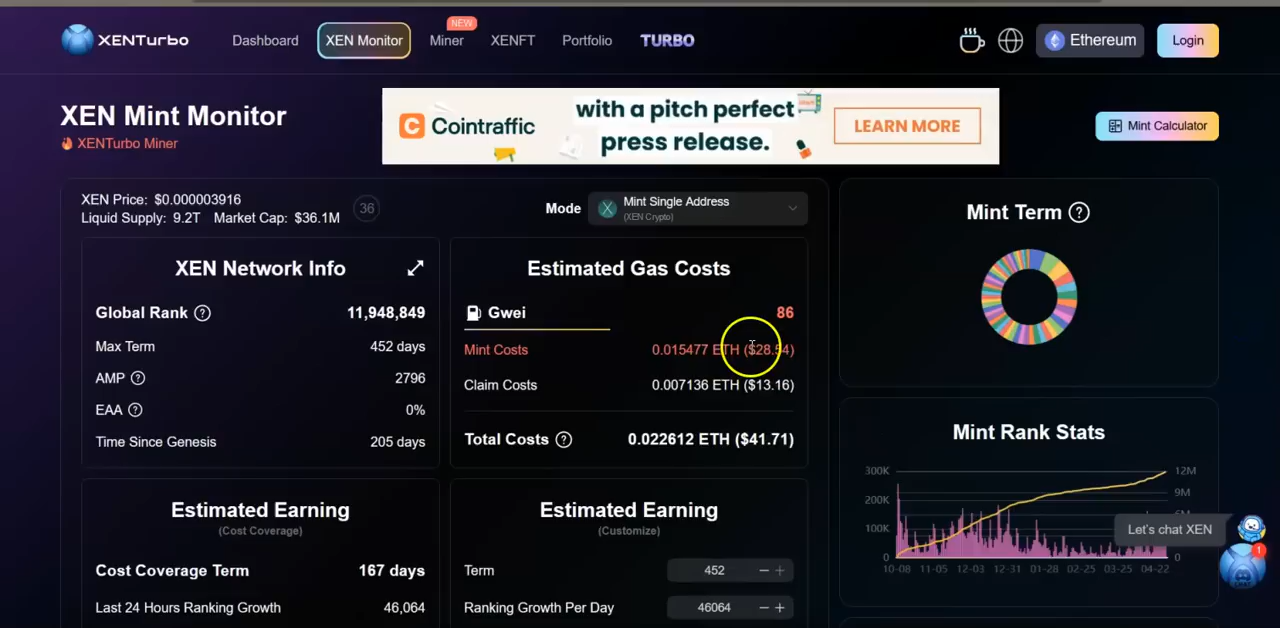 XENTurbo
Dashboard
XEN Monitor
NEW
Miner
XENFT
Portfolio
TURBO
Ethereum
Login
XEN Mint Monitor
XENTurbo Miner
C Cointraffic
with a pitch perfect
press release.
LEARN MORE
Mint Calculator
XEN Price: $0.000003916
Liquid Supply: 9.2T Market Cap: $36.1M
36
Mode
Mint Single Address
(XEN Crypto)
XEN Network Info
Global Rank ? 11,948,849
Max Term 452 days
AMP ? 2796
EAA ? 0%
Time Since Genesis 205 days
Estimated Gas Costs
Gwei 86
Mint Costs 0.015477 ETH ($28.54)
Claim Costs 0.007136 ETH ($13.16)
Total Costs ? 0.022612 ETH ($41.71)
Estimated Earning
(Cost Coverage)
Cost Coverage Term 167 days
Last 24 Hours Ranking Growth 46,064
Estimated Earning
(Customize)
Term 452 − +
Ranking Growth Per Day 46064 − +
Mint Term ?
Mint Rank Stats
300K 12M
200K 9M
100K
0 0
10-08 11-05 12-03 12-31 01-28 02-25 03-25 04-22
Let's chat XEN
1